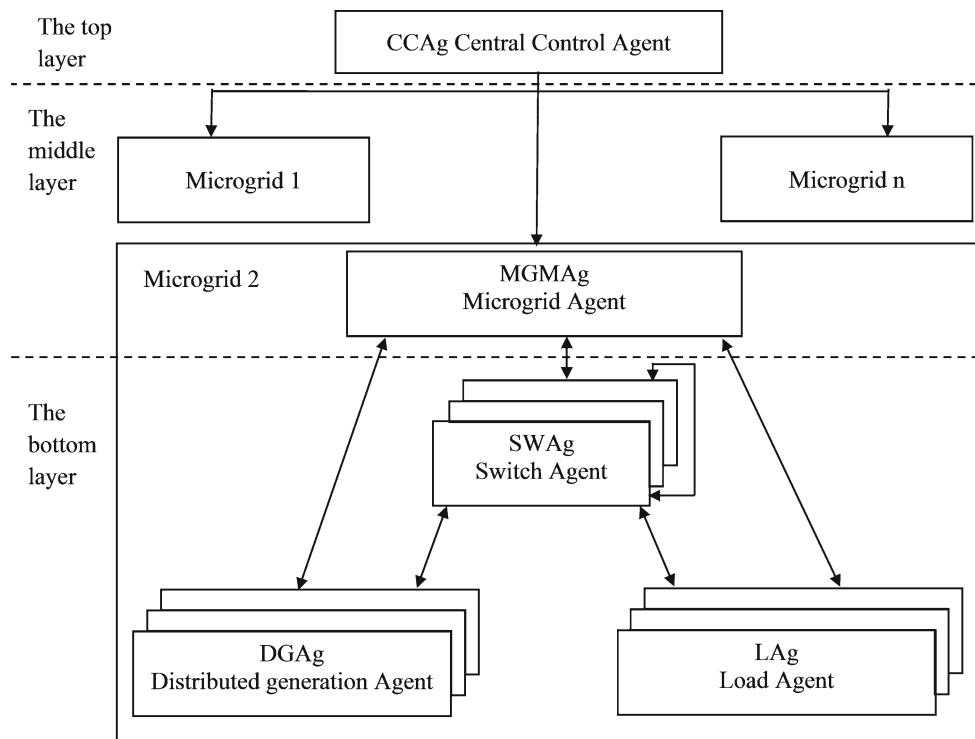 The top
layer
CCAg Central Control Agent
The
middle
layer
Microgrid 1
Microgrid n
Microgrid 2
MGMAg
Microgrid Agent
The
bottom
layer
SWAg
Switch Agent
DGAg
Distributed generation Agent
LAg
Load Agent